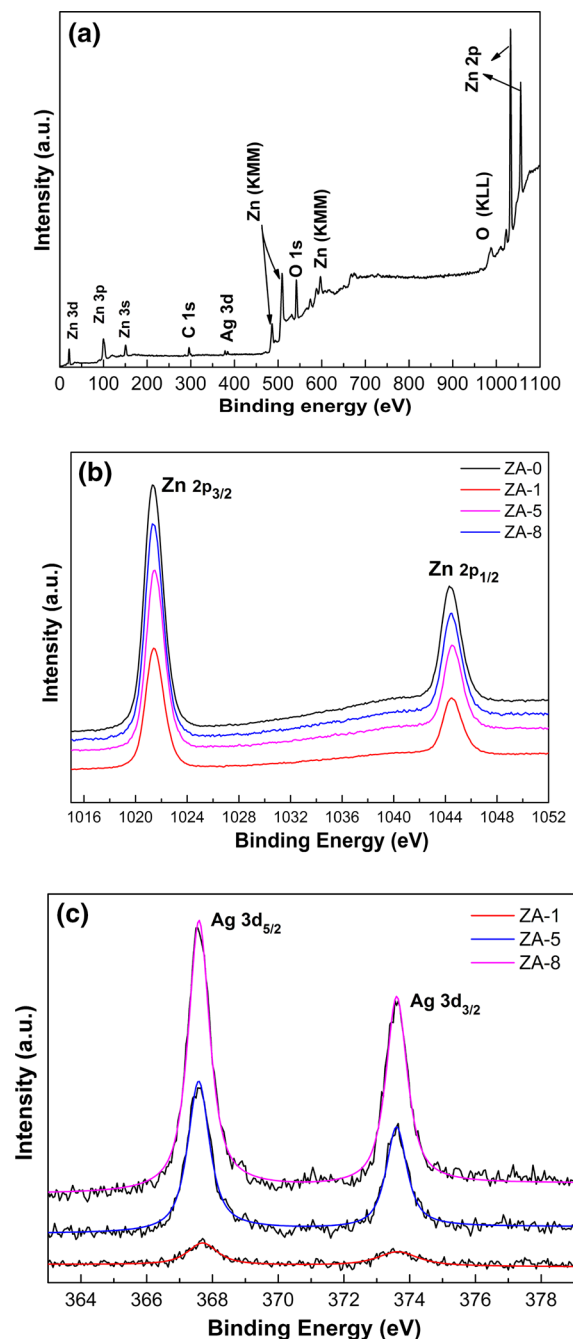 (a)
Intensity (a.u.)
Zn 3d
Zn 3p
Zn 3s
C 1s
Ag 3d
Zn (KMM)
O 1s
Zn (KMM)
O (KLL)
Zn 2p
0 100 200 300 400 500 600 700 800 900 1000 1100
Binding energy (eV)
(b)
Intensity (a.u.)
Zn 2p3/2
Zn 2p1/2
ZA-0
ZA-1
ZA-5
ZA-8
1016 1020 1024 1028 1032 1036 1040 1044 1048 1052
Binding Energy (eV)
(c)
Intensity (a.u.)
Ag 3d5/2
Ag 3d3/2
ZA-1
ZA-5
ZA-8
364 366 368 370 372 374 376 378
Binding Energy (eV)